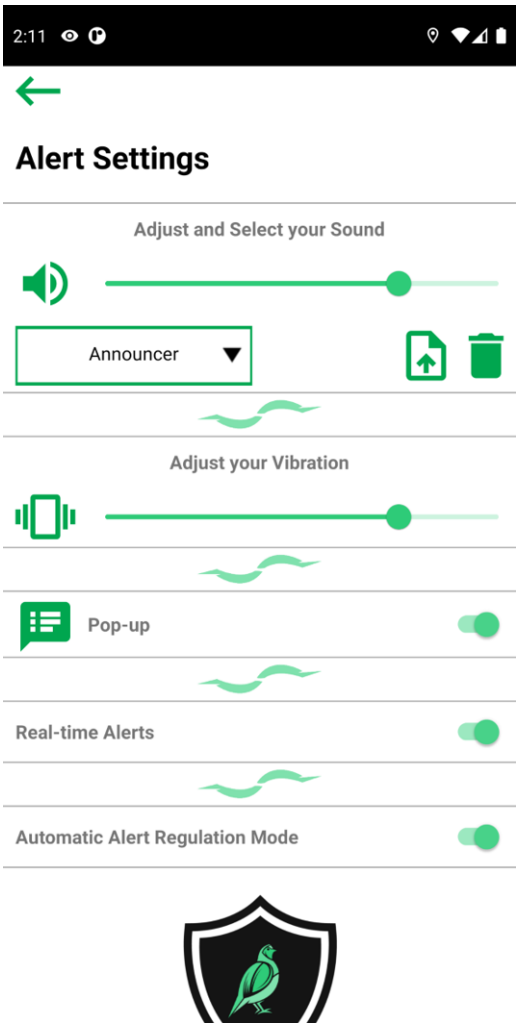 2:11
Alert Settings
Adjust and Select your Sound
Announcer
Adjust your Vibration
Pop-up
Real-time Alerts
Automatic Alert Regulation Mode